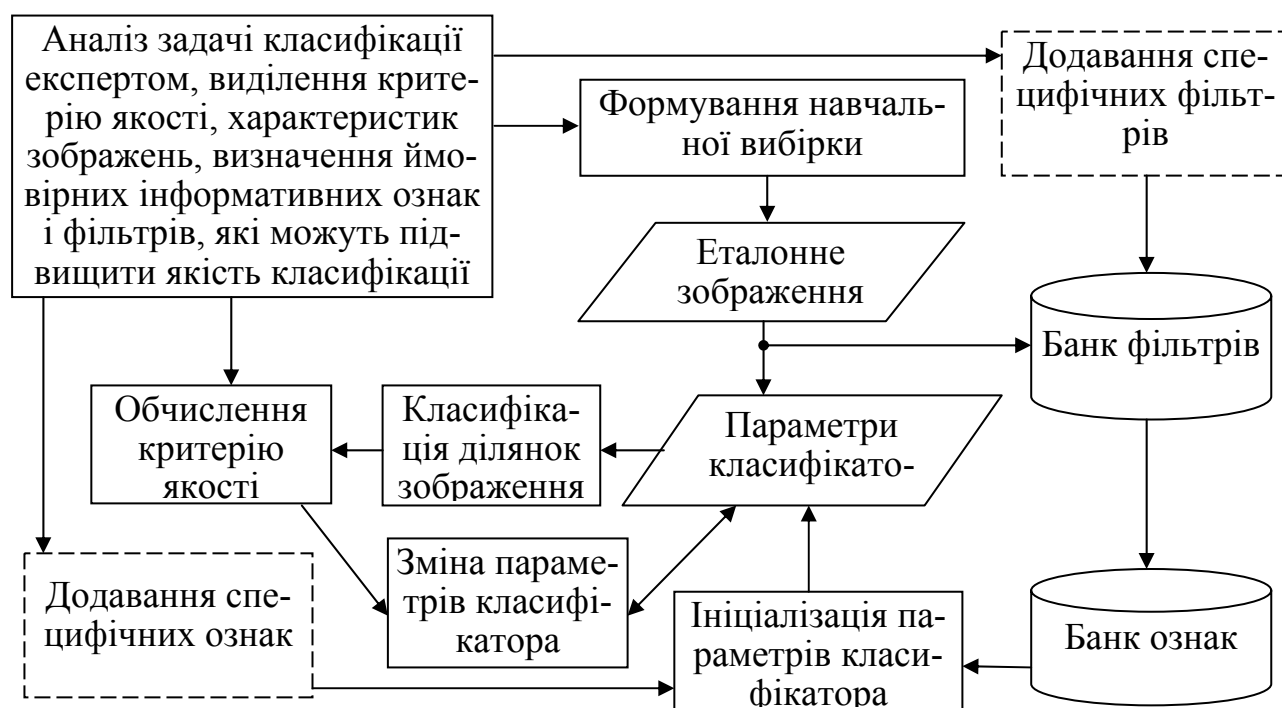 Аналіз задачі класифікації
експертом, виділення крите-
рію якості, характеристик
зображень, визначення ймо-
вірних інформативних ознак
і фільтрів, які можуть під-
вищити якість класифікації
Формування навчаль-
ної вибірки
Додавання спе-
цифічних фільт-
рів
Еталонне
зображення
Банк фільтрів
Обчислення
критерію
якості
Класифіка-
ція ділянок
зображення
Параметри
класифікато-
Зміна параме-
трів класифі-
катора
Додавання спе-
цифічних ознак
Ініціалізація па-
раметрів класи-
фікатора
Банк ознак